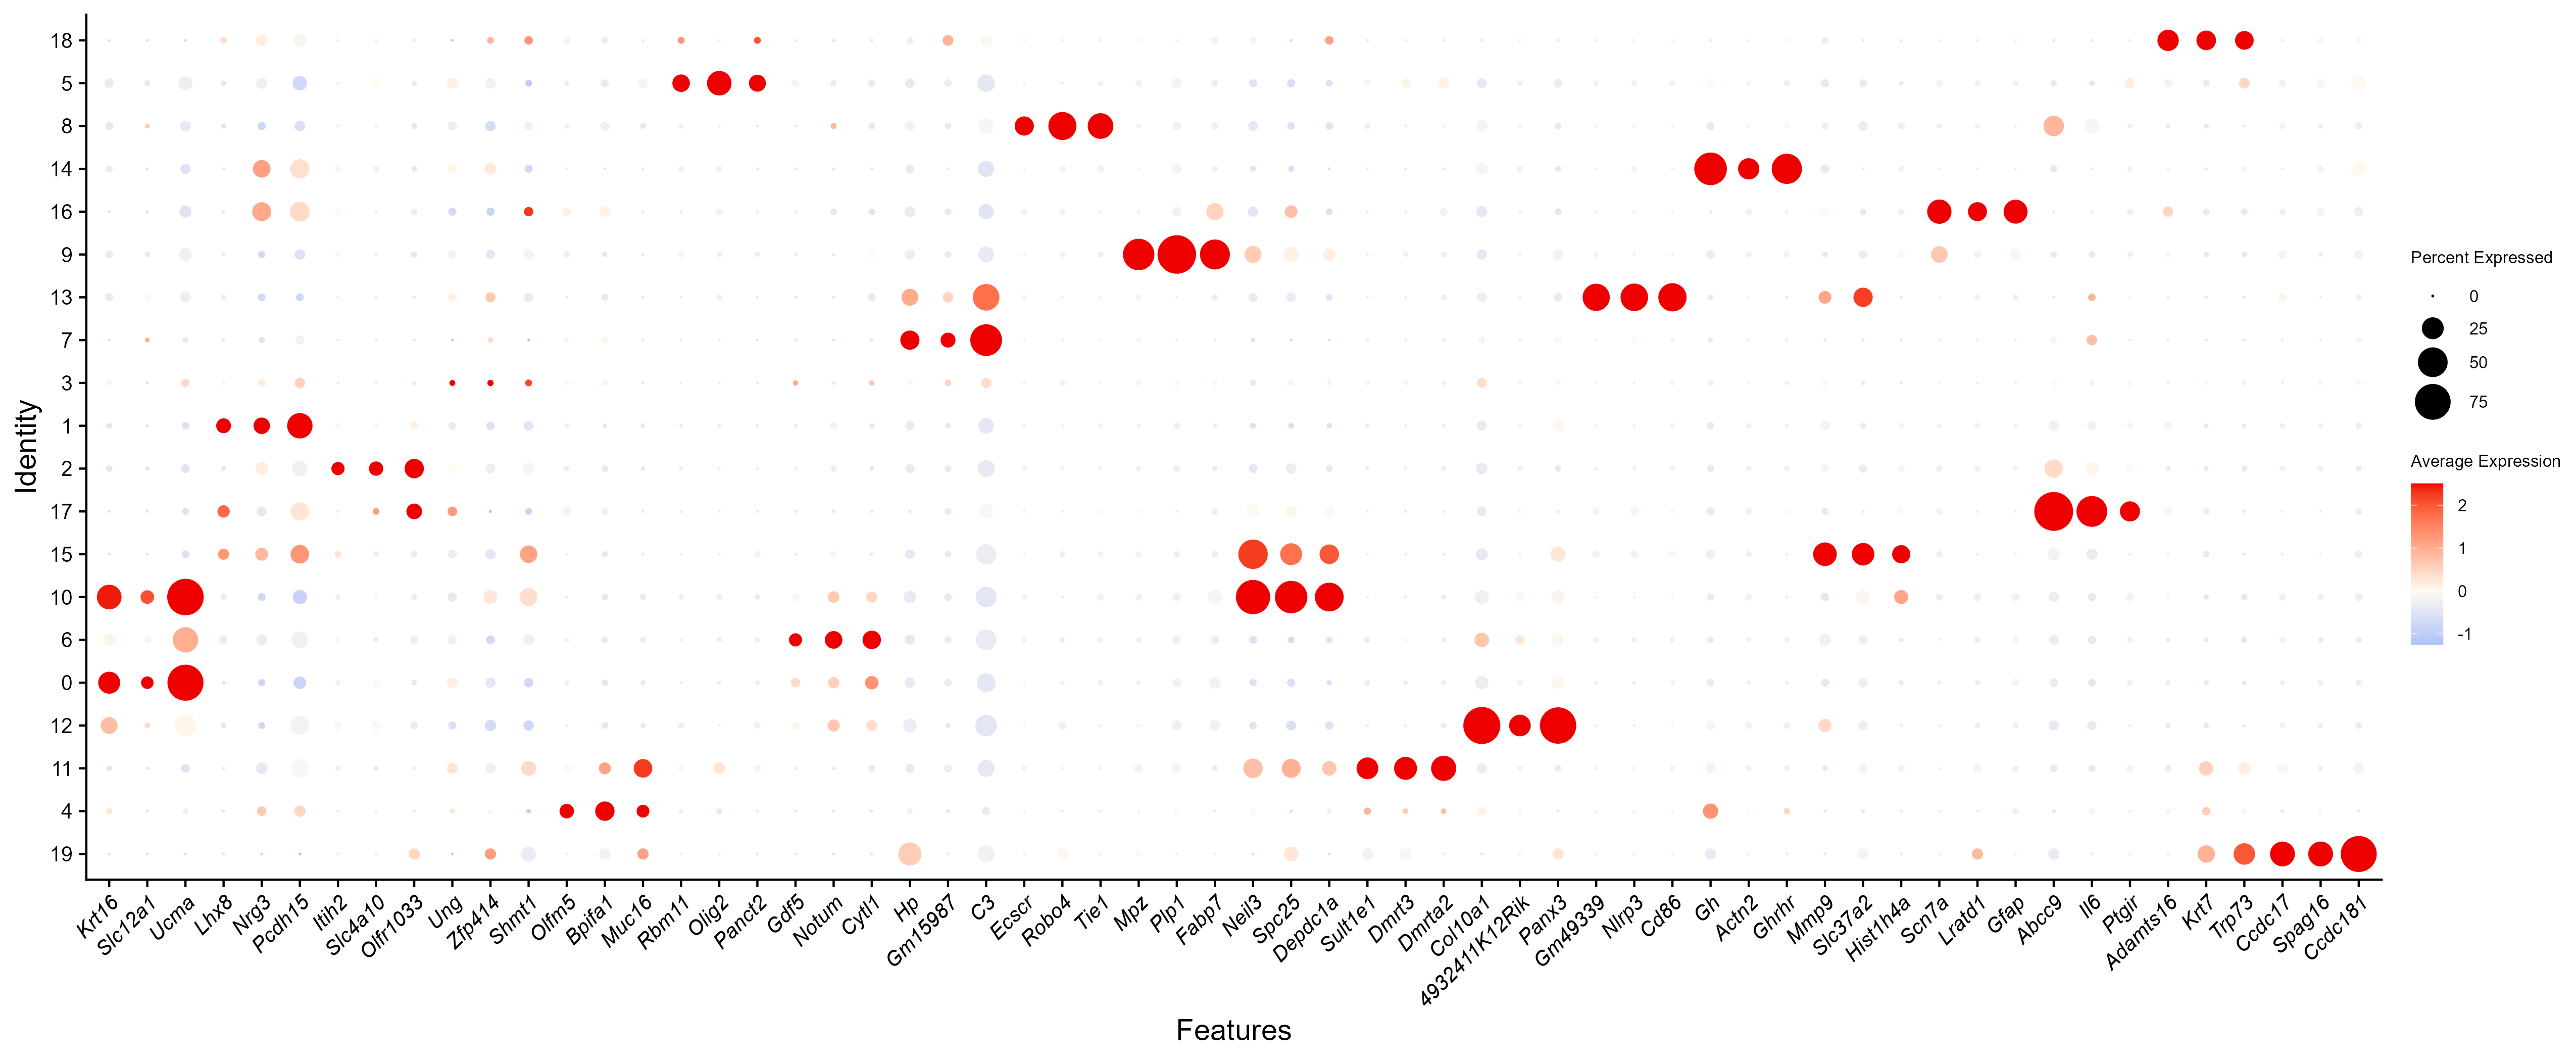 18
5
8
14
16
9
13
7
3
1
2
17
15
10
6
0
12
11
4
19
Identity
Krt16
Slc12a1
Ucma
Lhx8
Nrg3
Pcdh15
Itih2
Slc4a10
Olfr1033
Ung
Zfp414
Shmt1
Olfm5
Bpifa1
Muc16
Rbm11
Olig2
Panct2
Gdf5
Notum
Cytl1
Hp
Gm15987
C3
Ecscr
Robo4
Tie1
Mpz
Plp1
Fabp7
Neil3
Spc25
Depdc1a
Sult1e1
Dmrt3
Dmrta2
Col10a1
4932411K12Rik
Panx3
Gm49339
Nlrp3
Cd86
Gh
Actn2
Ghrhr
Mmp9
Slc37a2
Hist1h4a
Scn7a
Lratd1
Gfap
Abcc9
Il6
Ptgir
Adamts16
Krt7
Trp73
Ccdc17
Spag16
Ccdc181
Features
Percent Expressed
0
25
50
75
Average Expression
2
1
0
-1